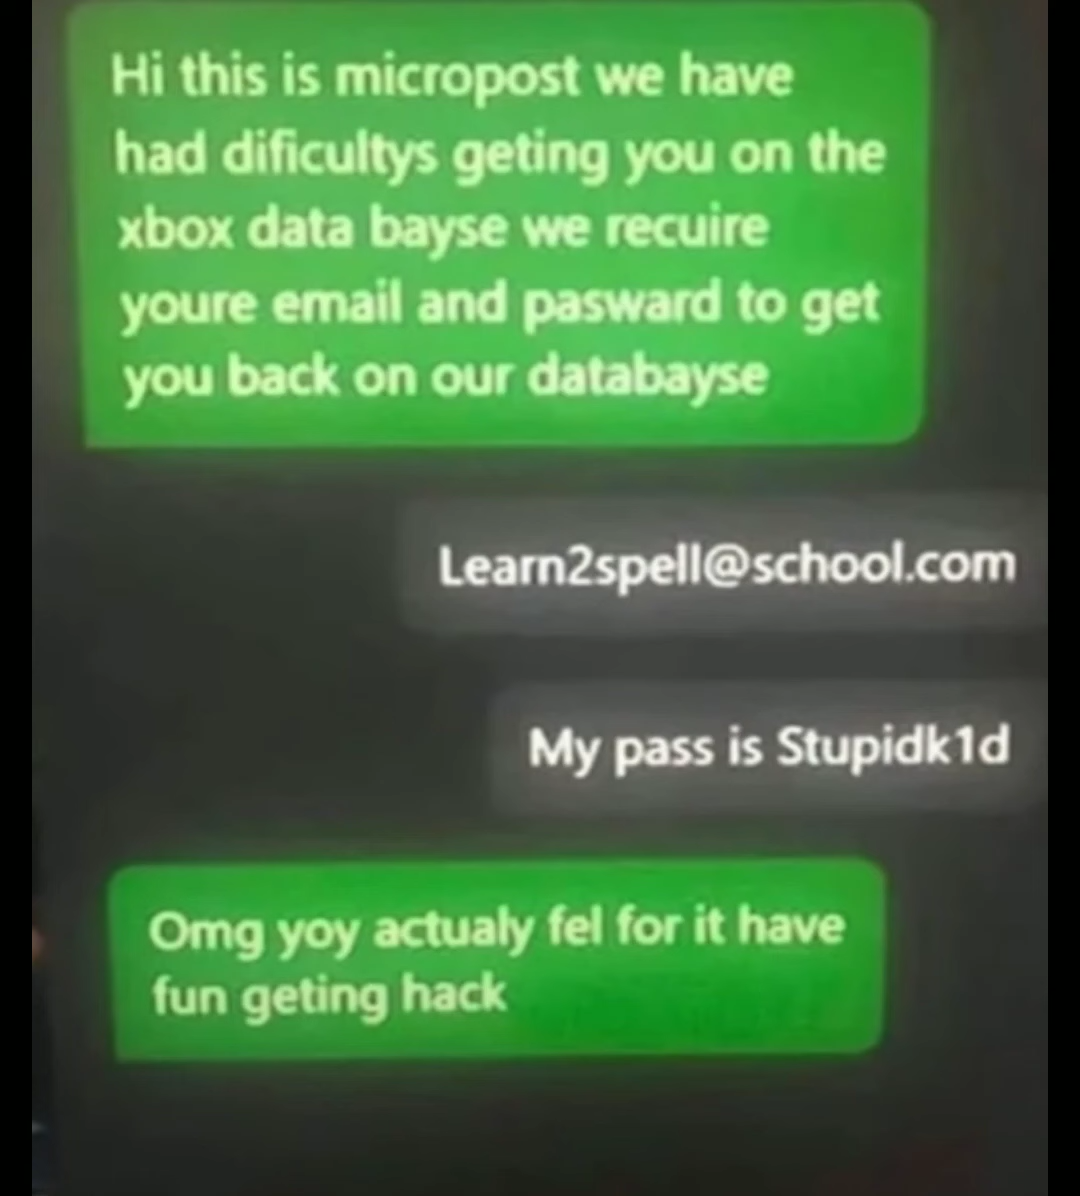 Hi this is micropost we have
had dificultys geting you on the
xbox data bayse we recuire
youre email and pasward to get
you back on our databayse
Learn2spell@school.com
My pass is Stupidk1d
Omg yoy actualy fel for it have
fun geting hack